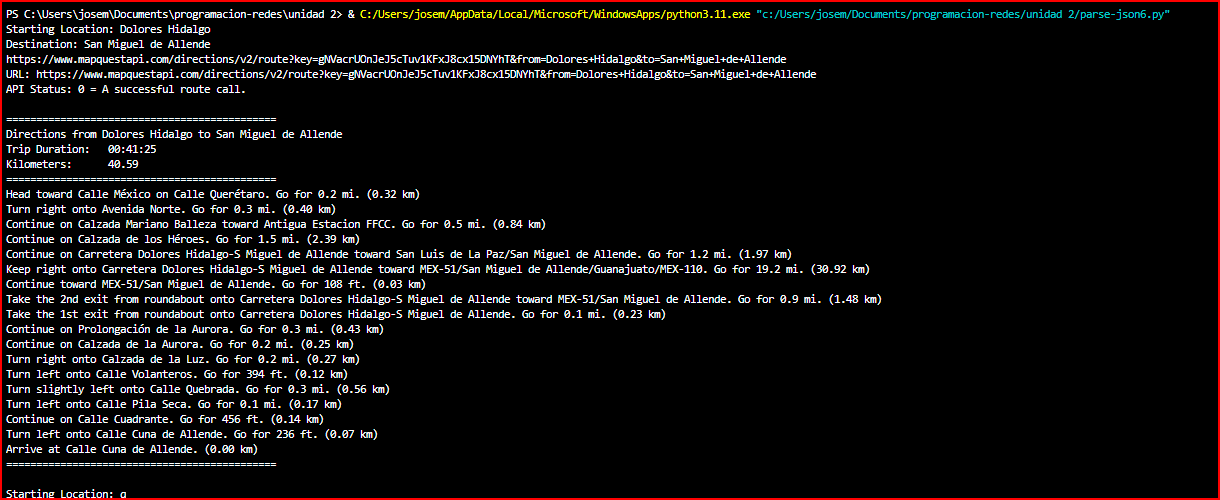 PS C:\Users\josem\Documents\programacion-redes\unidad 2> & C:/Users/josem/AppData/Local/Microsoft/WindowsApps/python3.11.exe "c:/Users/josem/Documents/programacion-redes/unidad 2/parse-json6.py"
Starting Location: Dolores Hidalgo
Destination: San Miguel de Allende
https://www.mapquestapi.com/directions/v2/route?key=gNVacrUOnJeJ5cTuv1KFxJ8cx15DNYhT&from=Dolores+Hidalgo&to=San+Miguel+de+Allende
URL: https://www.mapquestapi.com/directions/v2/route?key=gNVacrUOnJeJ5cTuv1KFxJ8cx15DNYhT&from=Dolores+Hidalgo&to=San+Miguel+de+Allende
API Status: 0 = A successful route call.
=============================================
Directions from Dolores Hidalgo to San Miguel de Allende
Trip Duration:   00:41:25
Kilometers:      40.59
=============================================
Head toward Calle México on Calle Querétaro. Go for 0.2 mi. (0.32 km)
Turn right onto Avenida Norte. Go for 0.3 mi. (0.40 km)
Continue on Calzada Mariano Balleza toward Antigua Estacion FFCC. Go for 0.5 mi. (0.84 km)
Continue on Calzada de los Héroes. Go for 1.5 mi. (2.39 km)
Continue on Carretera Dolores Hidalgo-S Miguel de Allende toward San Luis de La Paz/San Miguel de Allende. Go for 1.2 mi. (1.97 km)
Keep right onto Carretera Dolores Hidalgo-S Miguel de Allende toward MEX-51/San Miguel de Allende/Guanajuato/MEX-110. Go for 19.2 mi. (30.92 km)
Continue toward MEX-51/San Miguel de Allende. Go for 108 ft. (0.03 km)
Take the 2nd exit from roundabout onto Carretera Dolores Hidalgo-S Miguel de Allende toward MEX-51/San Miguel de Allende. Go for 0.9 mi. (1.48 km)
Take the 1st exit from roundabout onto Carretera Dolores Hidalgo-S Miguel de Allende. Go for 0.1 mi. (0.23 km)
Continue on Prolongación de la Aurora. Go for 0.3 mi. (0.43 km)
Continue on Calzada de la Aurora. Go for 0.2 mi. (0.25 km)
Turn right onto Calzada de la Luz. Go for 0.2 mi. (0.27 km)
Turn left onto Calle Volanteros. Go for 394 ft. (0.12 km)
Turn slightly left onto Calle Quebrada. Go for 0.3 mi. (0.56 km)
Turn left onto Calle Pila Seca. Go for 0.1 mi. (0.17 km)
Continue on Calle Cuadrante. Go for 456 ft. (0.14 km)
Turn left onto Calle Cuna de Allende. Go for 236 ft. (0.07 km)
Arrive at Calle Cuna de Allende. (0.00 km)
=============================================
Starting Location: q